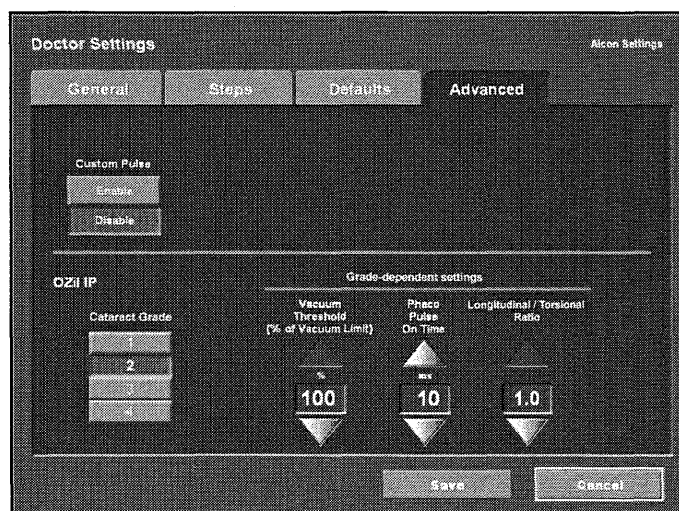 Doctor Settings
Alcon Settings
General Steps Defaults Advanced
Custom Pulse
Enable
Disable
OZil IP
Grade-dependent settings
Cataract Grade
1
2
3
4
Vacuum
Threshold
(% of Vacuum Limit)
%
100
Phaco
Pulse
On Time
ms
10
Longitudinal / Torsional
Ratio
1.0
Save
Cancel